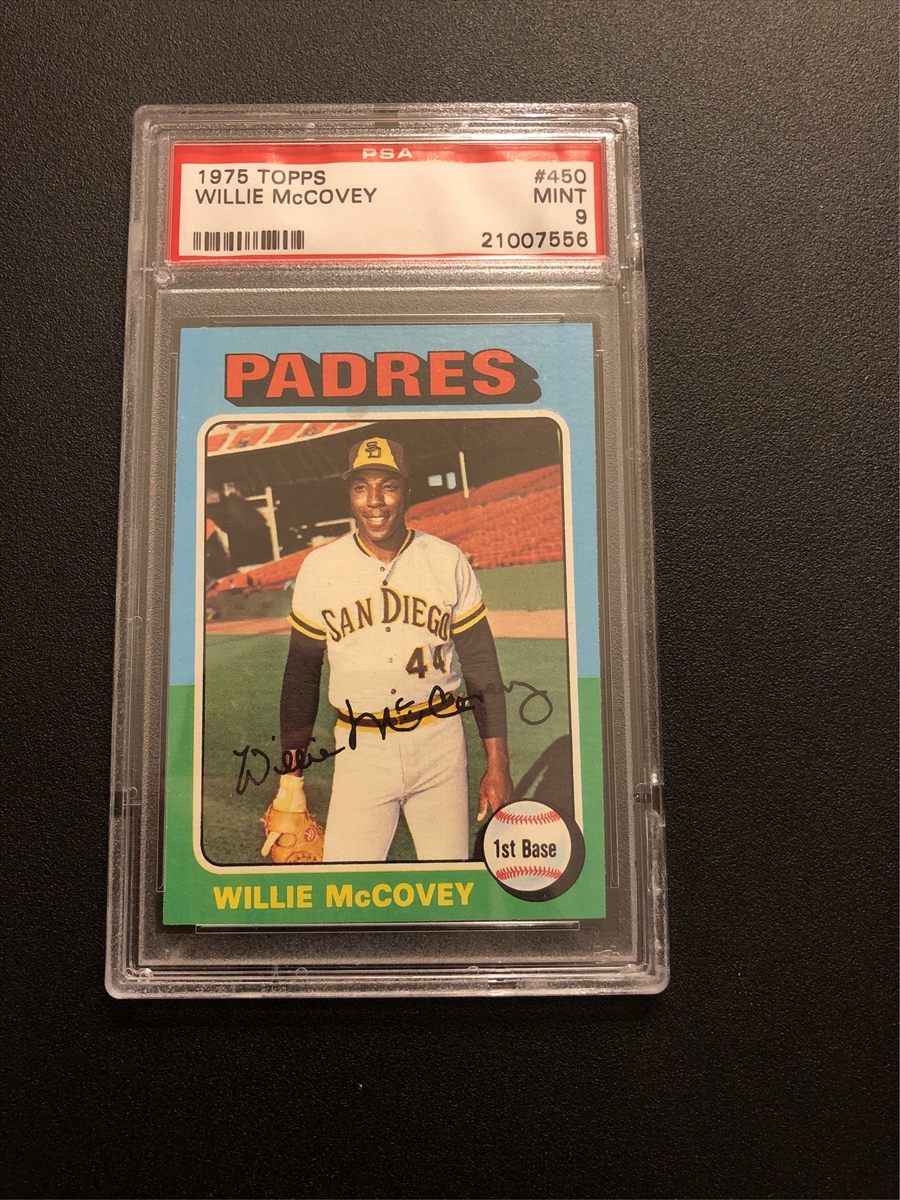 PSA
1975 TOPPS #450
WILLIE McCOVEY MINT
9
21007556
PADRES
SD
SAN DIEGO
44
Willie McCovey
1st Base
WILLIE McCOVEY